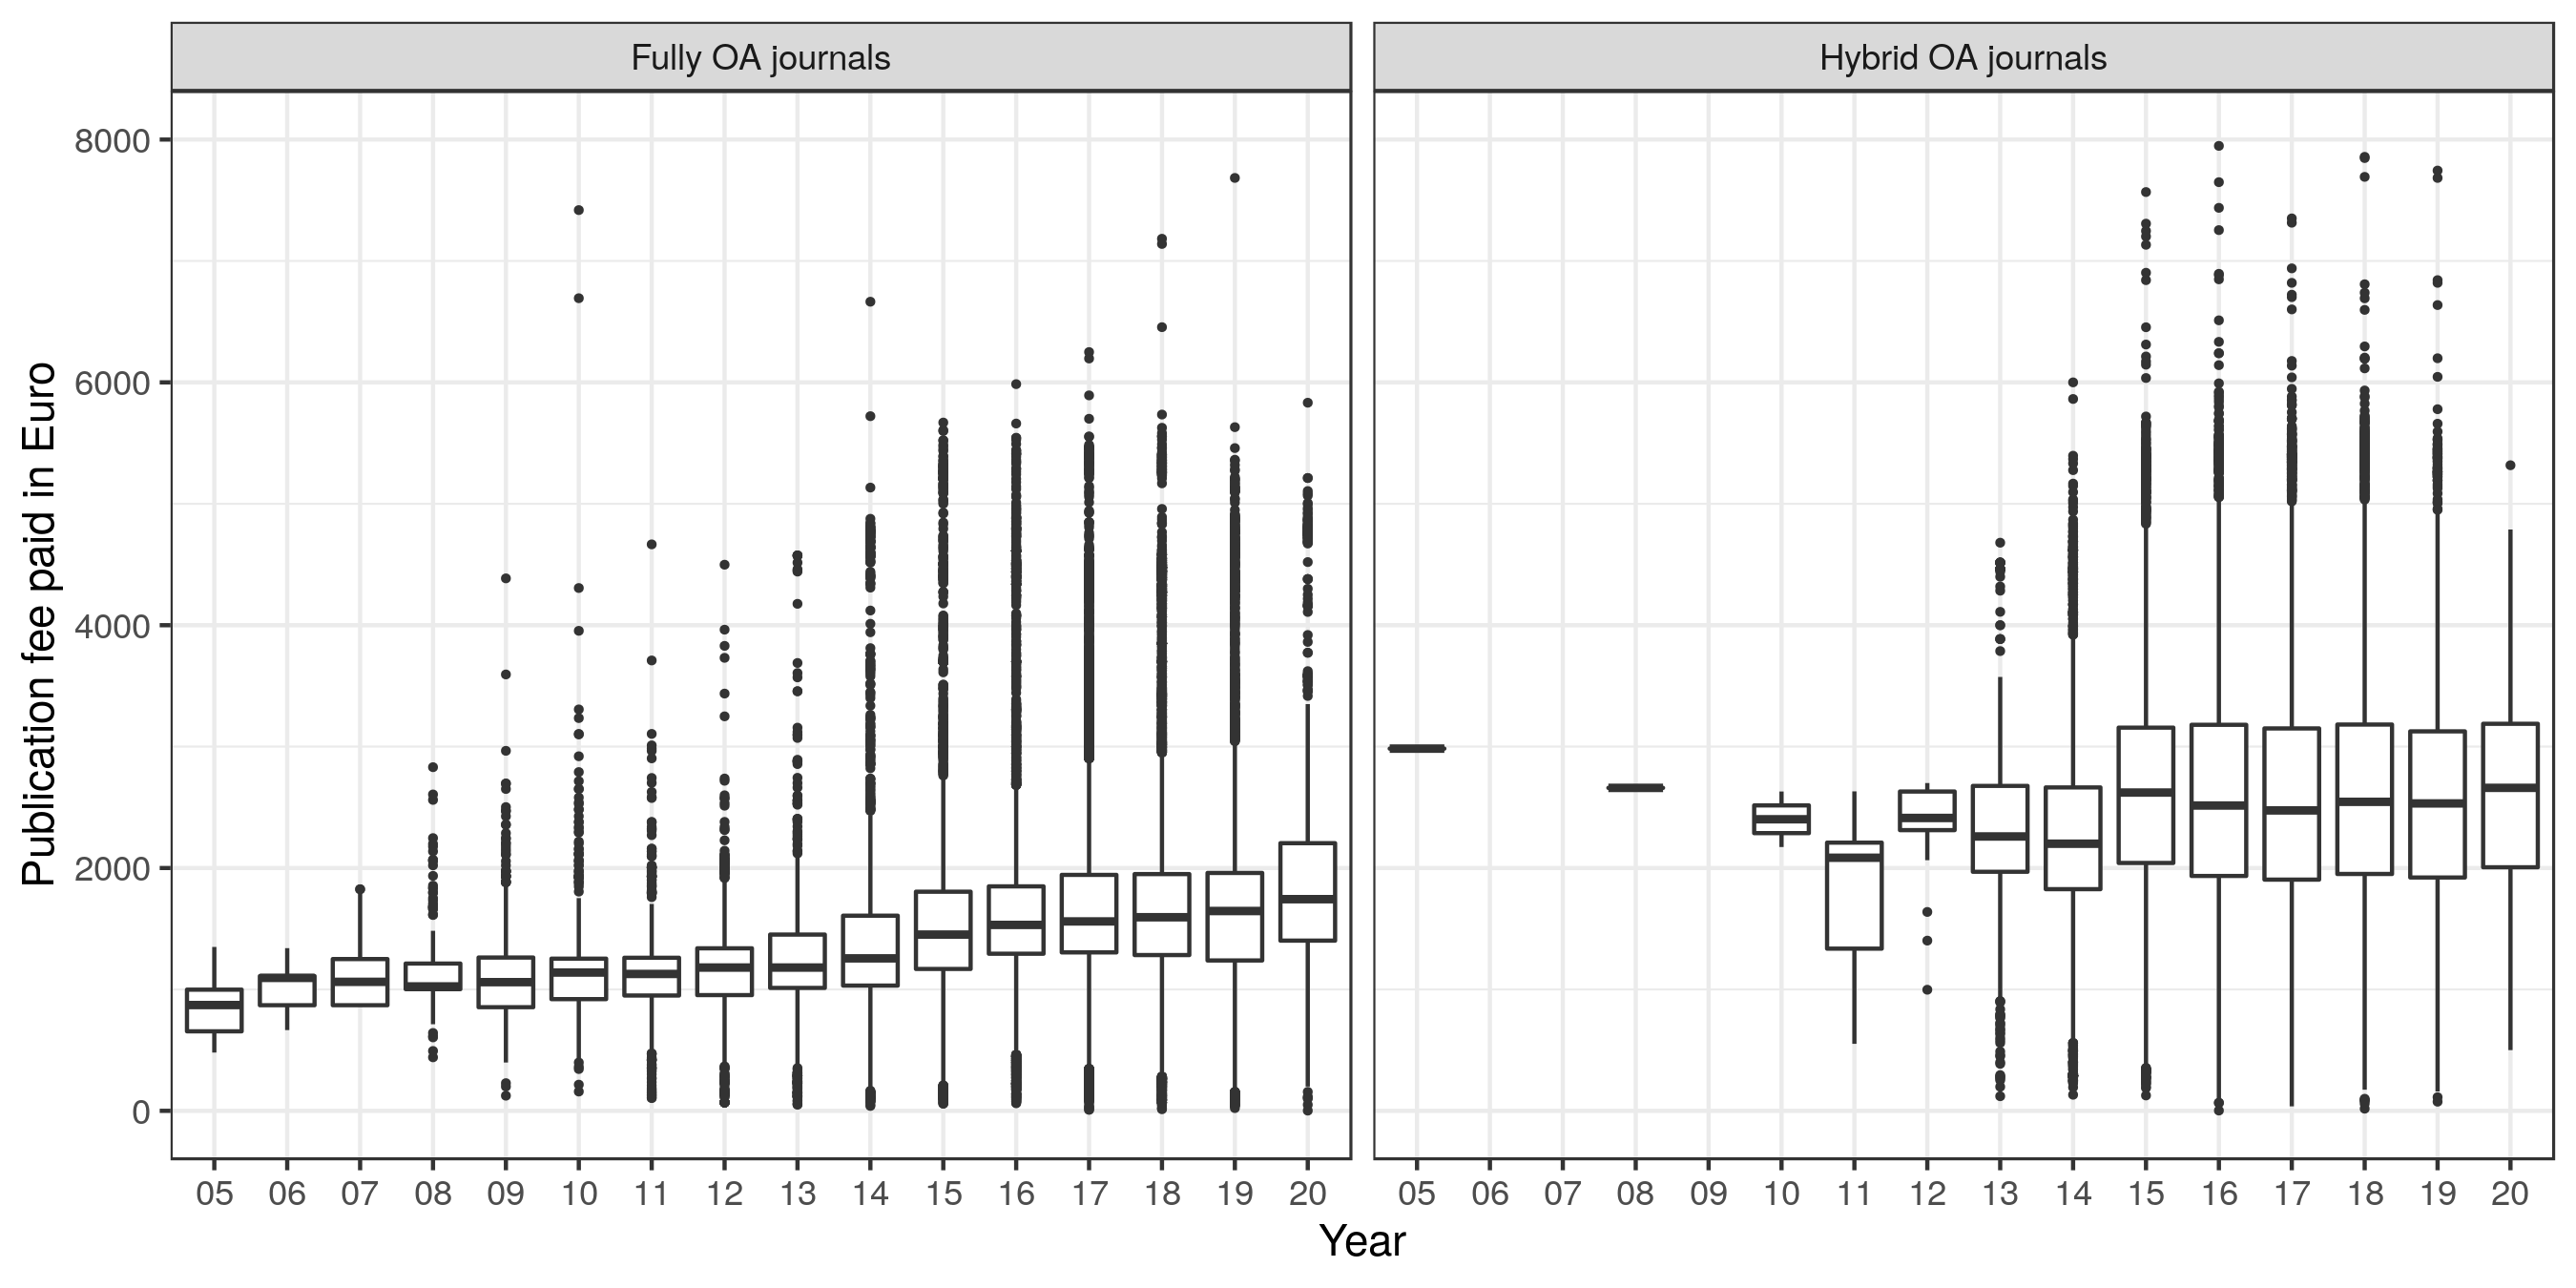 Fully OA journals
Hybrid OA journals
Publication fee paid in Euro
8000
6000
4000
2000
0
05 06 07 08 09 10 11 12 13 14 15 16 17 18 19 20
05 06 07 08 09 10 11 12 13 14 15 16 17 18 19 20
Year